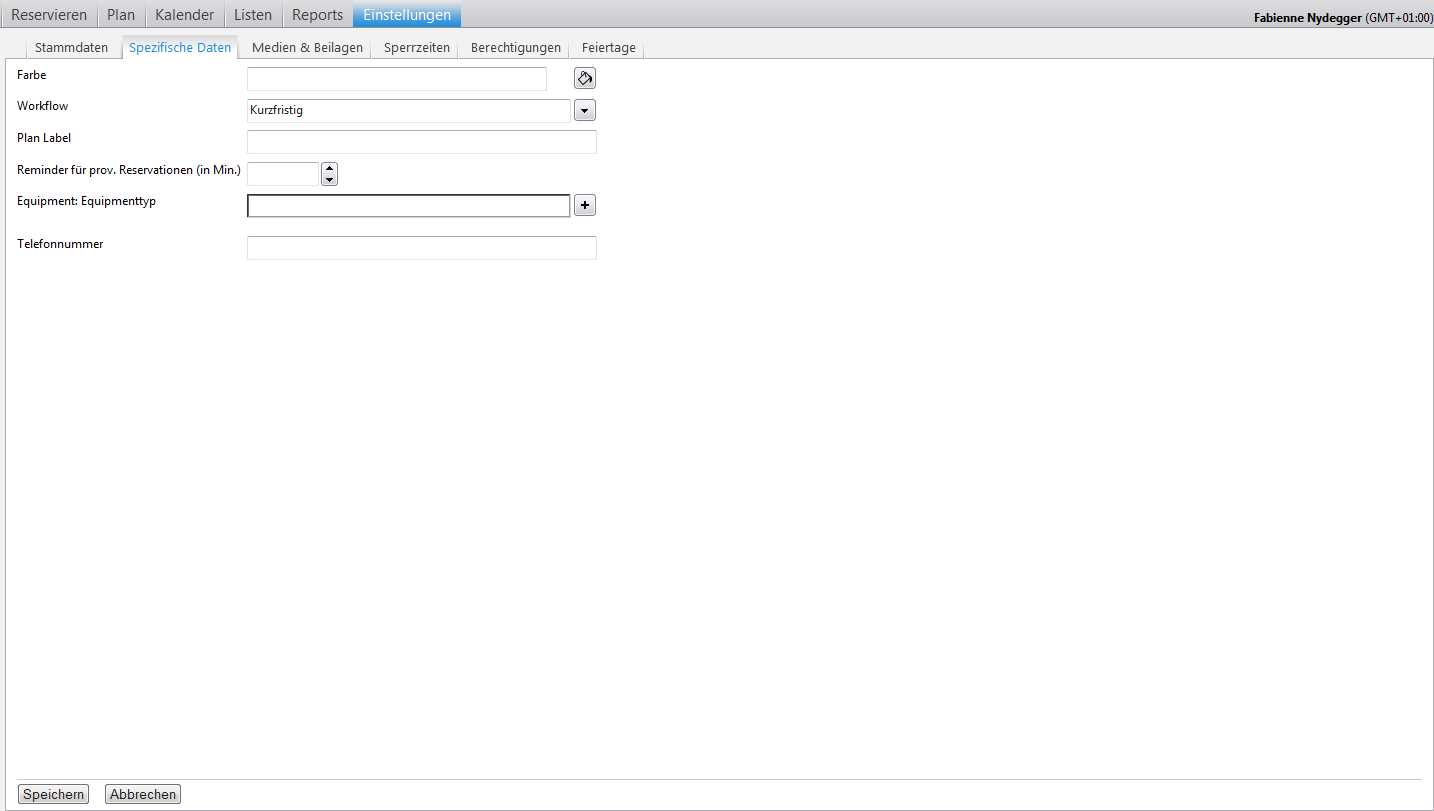 Reservieren Plan Kalender Listen Reports Einstellungen
Fabienne Nydegger (GMT+01:00)
Stammdaten Spezifische Daten Medien & Beilagen Sperrzeiten Berechtigungen Feiertage
Farbe
Workflow Kurzfristig
Plan Label
Reminder für prov. Reservationen (in Min.)
Equipment: Equipmenttyp
Telefonnummer
Speichern Abbrechen